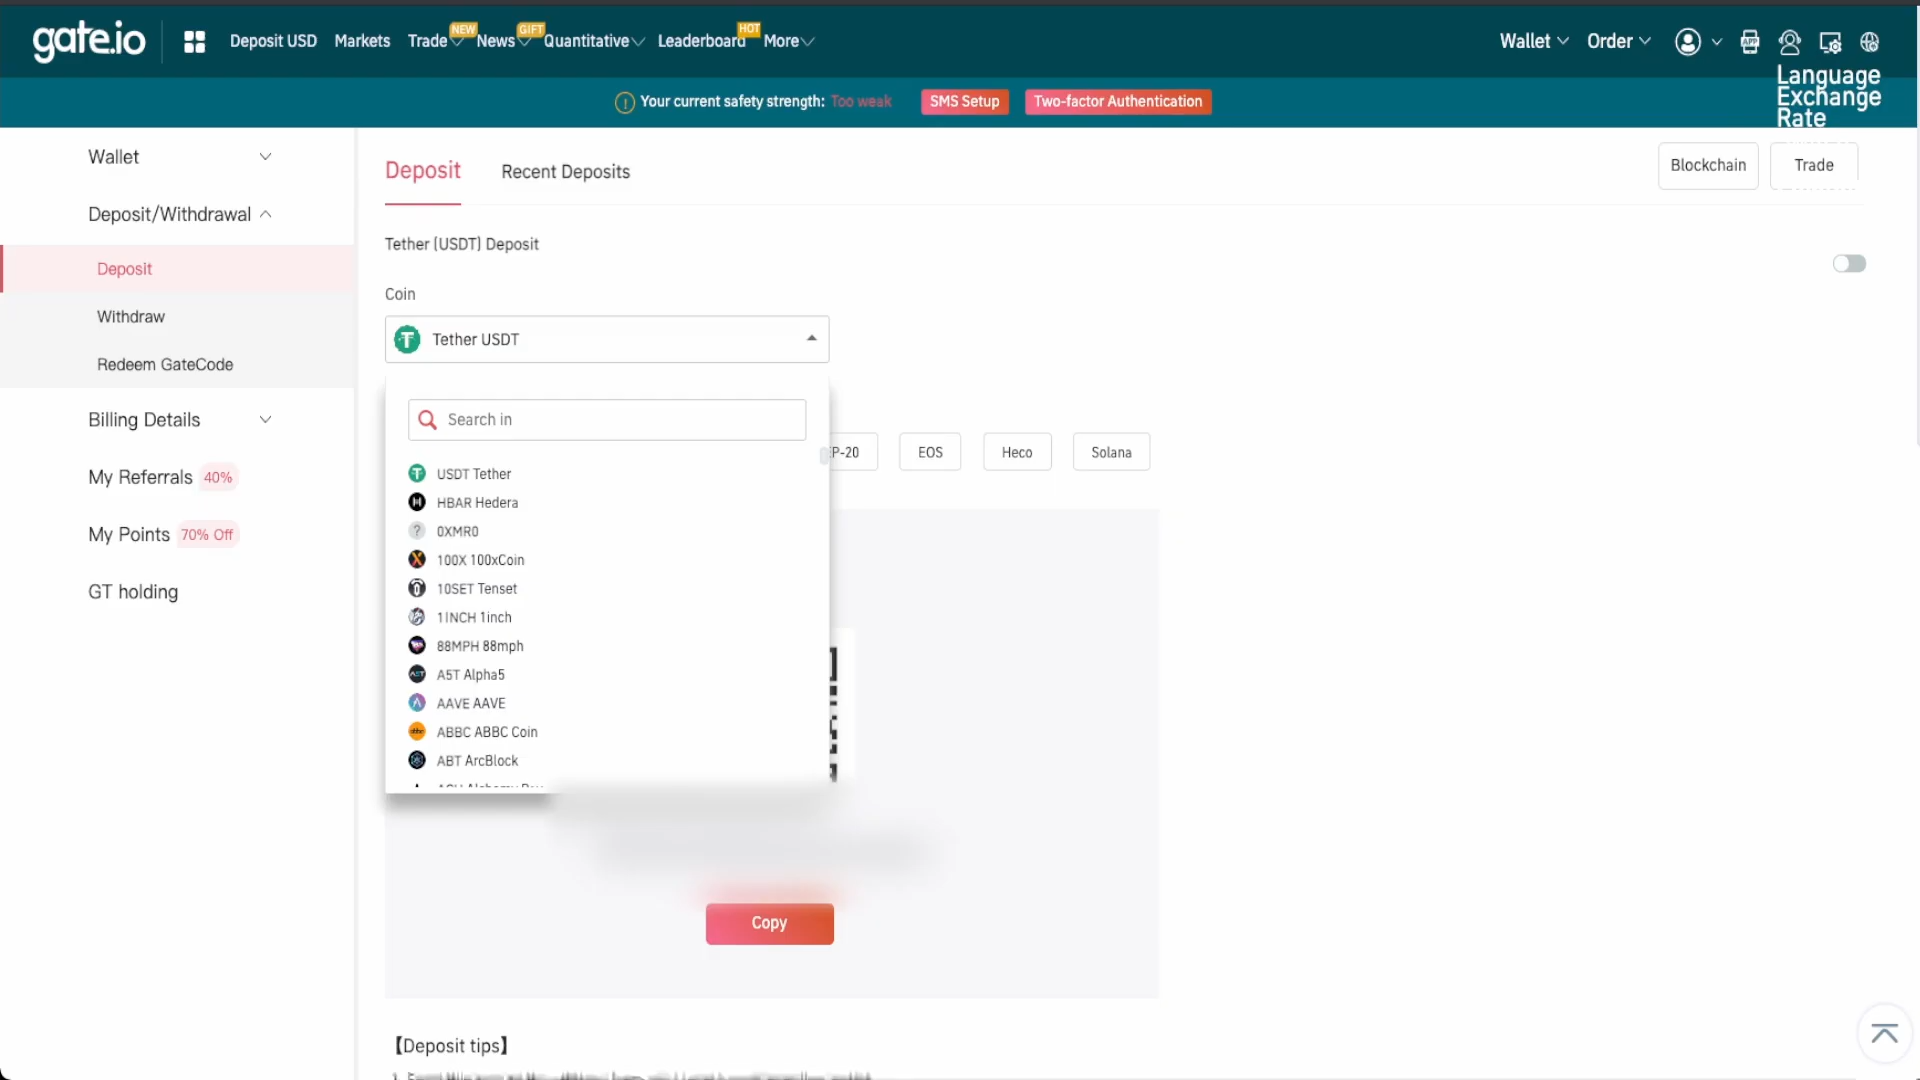 gate.io
Deposit USD
Markets
Trade
NEW
News
GIFT
Quantitative
Leaderboard
HOT
More
Wallet
Order
APP
Language
Exchange
Rate
Your current safety strength: Too weak
SMS Setup
Two-factor Authentication
Wallet
Deposit/Withdrawal
Deposit
Withdraw
Redeem GateCode
Billing Details
My Referrals 40%
My Points 70% Off
GT holding
Deposit
Recent Deposits
Blockchain
Trade
Tether (USDT) Deposit
Coin
Tether USDT
Search in
USDT Tether
HBAR Hedera
0XMR0
100X 100xCoin
10SET Tenset
1INCH 1inch
88MPH 88mph
A5T Alpha5
AAVE AAVE
ABBC ABBC Coin
ABT ArcBlock
P-20
EOS
Heco
Solana
Copy
【Deposit tips】